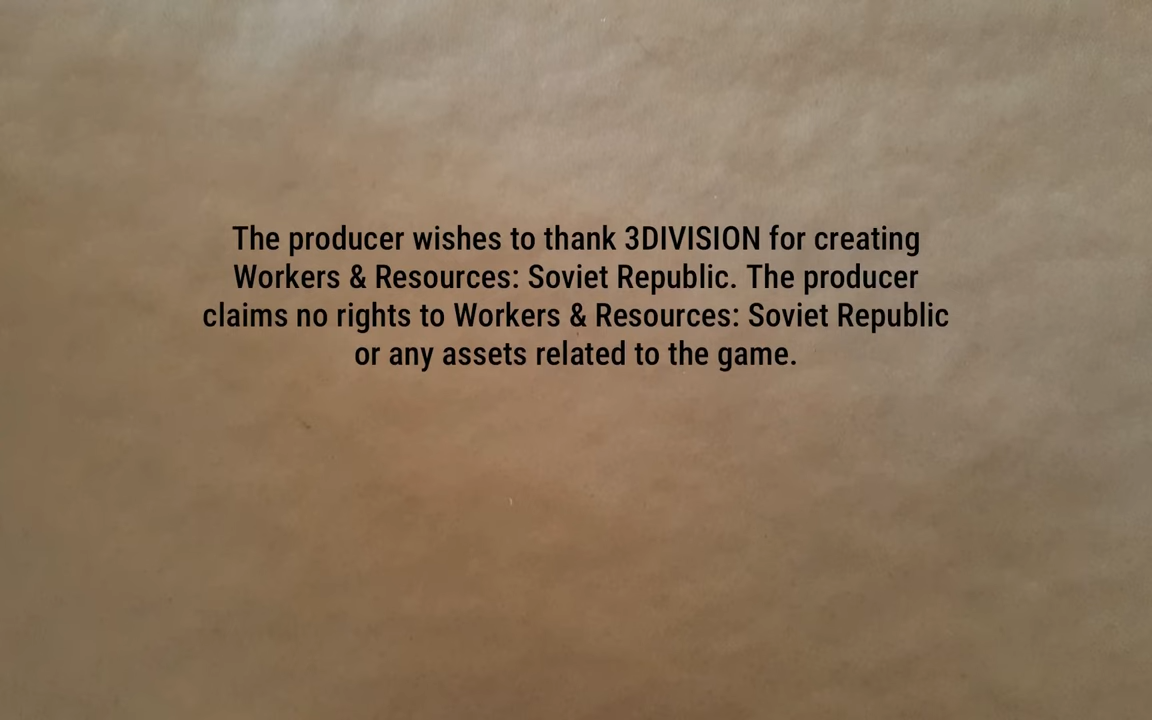 The producer wishes to thank 3DIVISION for creating
Workers & Resources: Soviet Republic. The producer
claims no rights to Workers & Resources: Soviet Republic
or any assets related to the game.